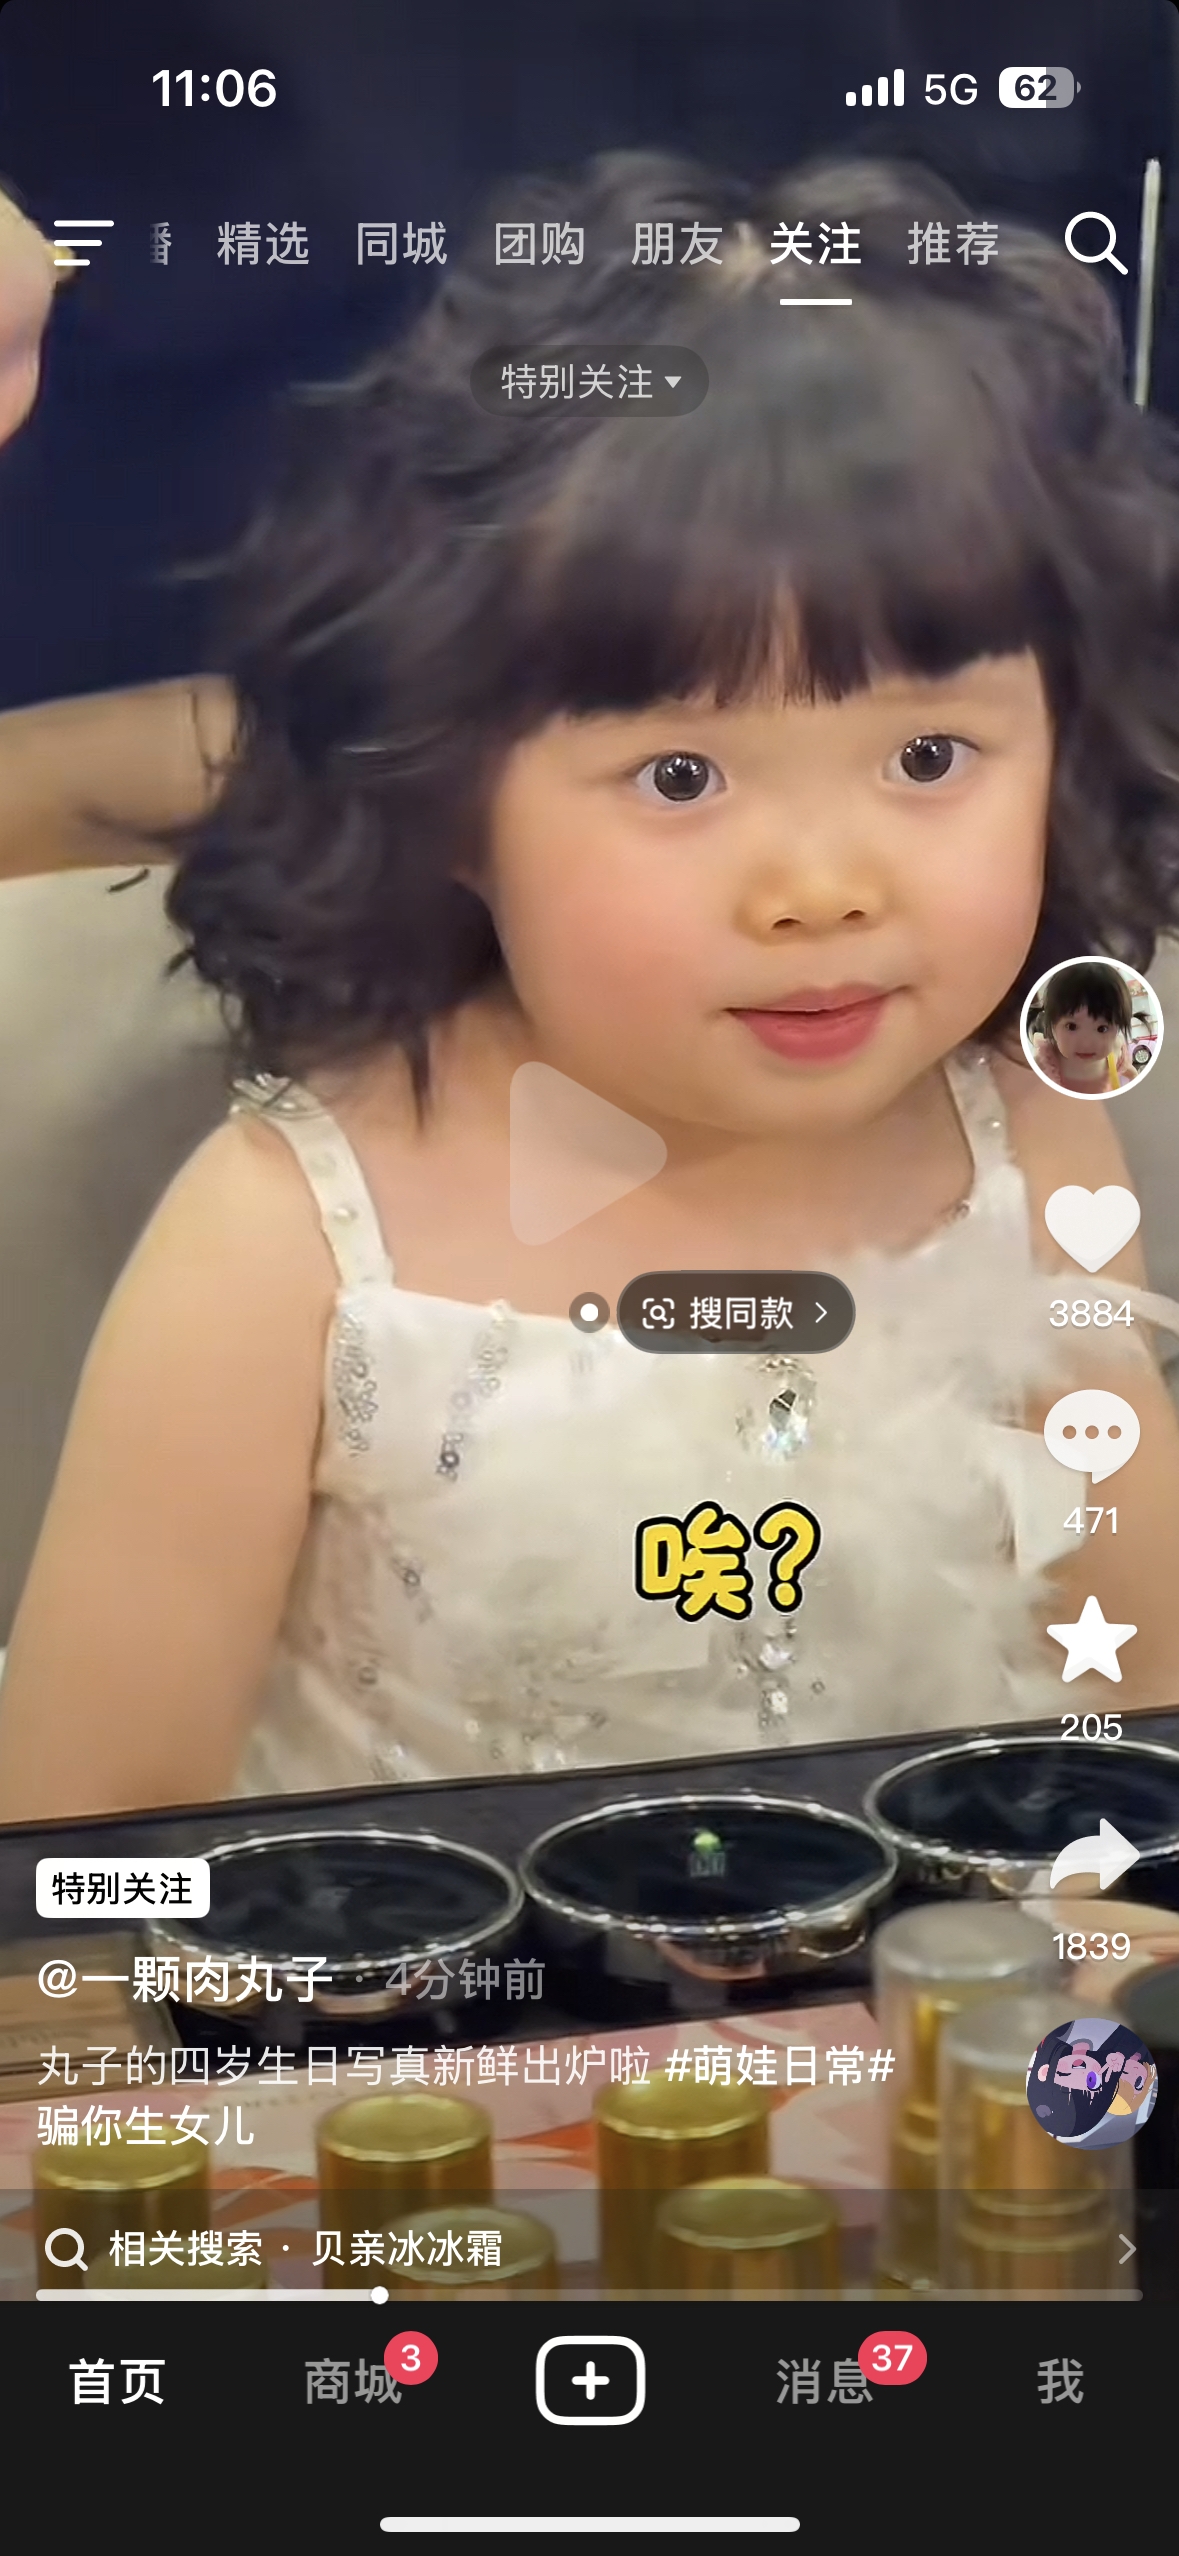 11:06
5G
62
精选
同城
团购
朋友
关注
推荐
特别关注
搜同款
3884
471
唉?
205
特别关注
1839
@一颗肉丸子 · 4分钟前
丸子的四岁生日写真新鲜出炉啦 #萌娃日常#
骗你生女儿
相关搜索 · 贝亲冰冰霜
首页
商城
3
消息
37
我